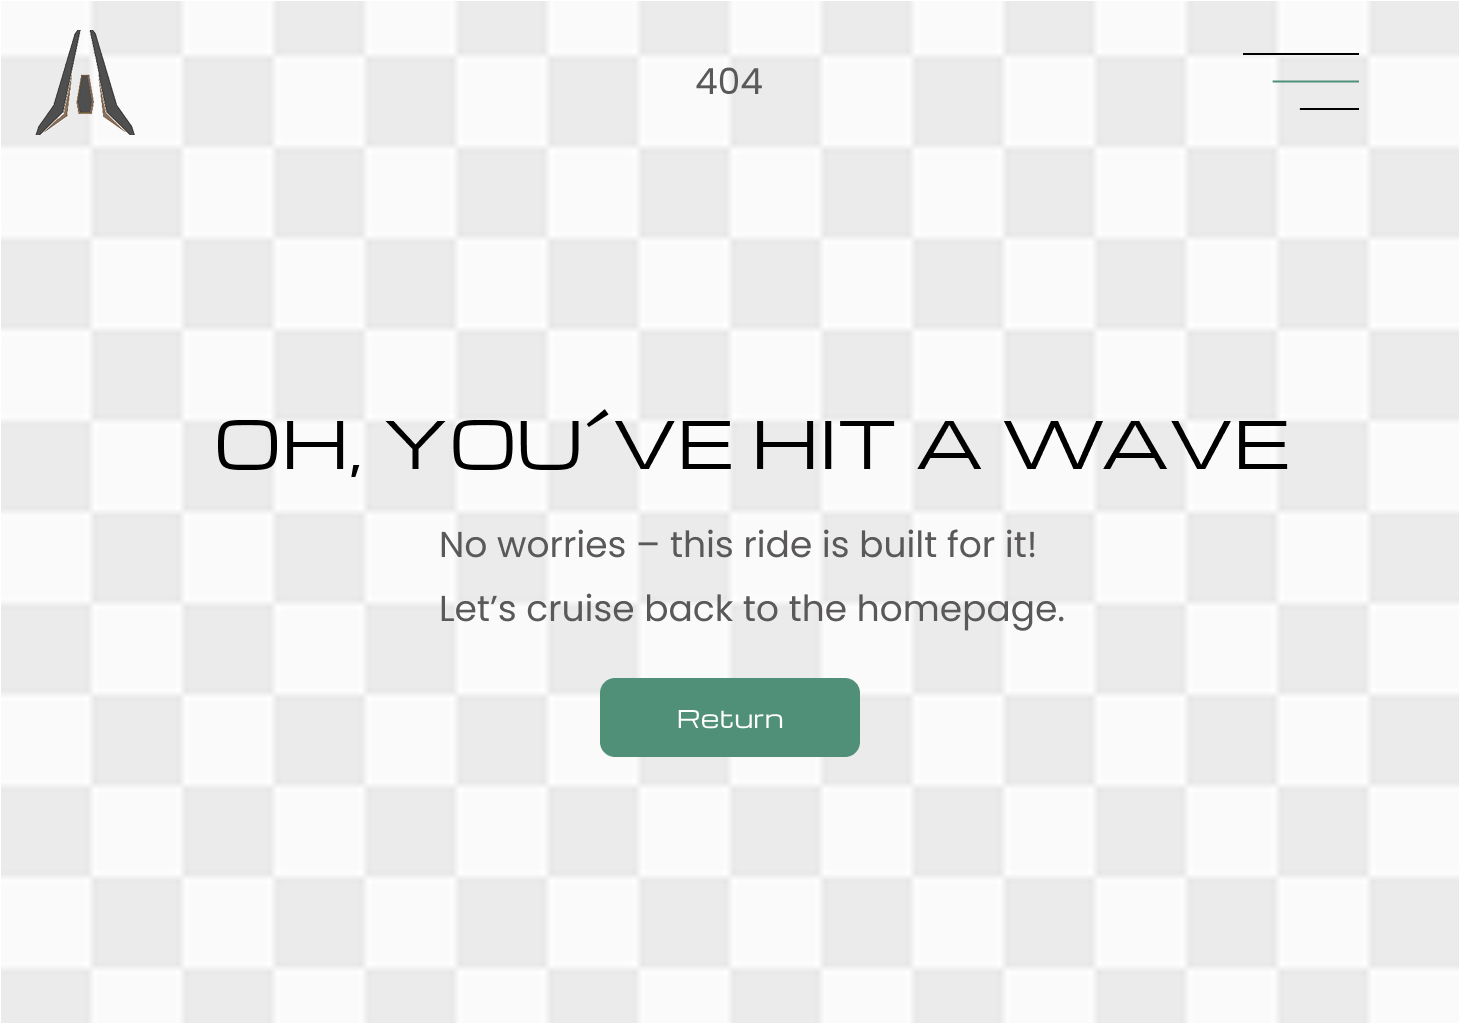 404
OH, YOU´VE HIT A WAVE
No worries – this ride is built for it!
Let’s cruise back to the homepage.
Return